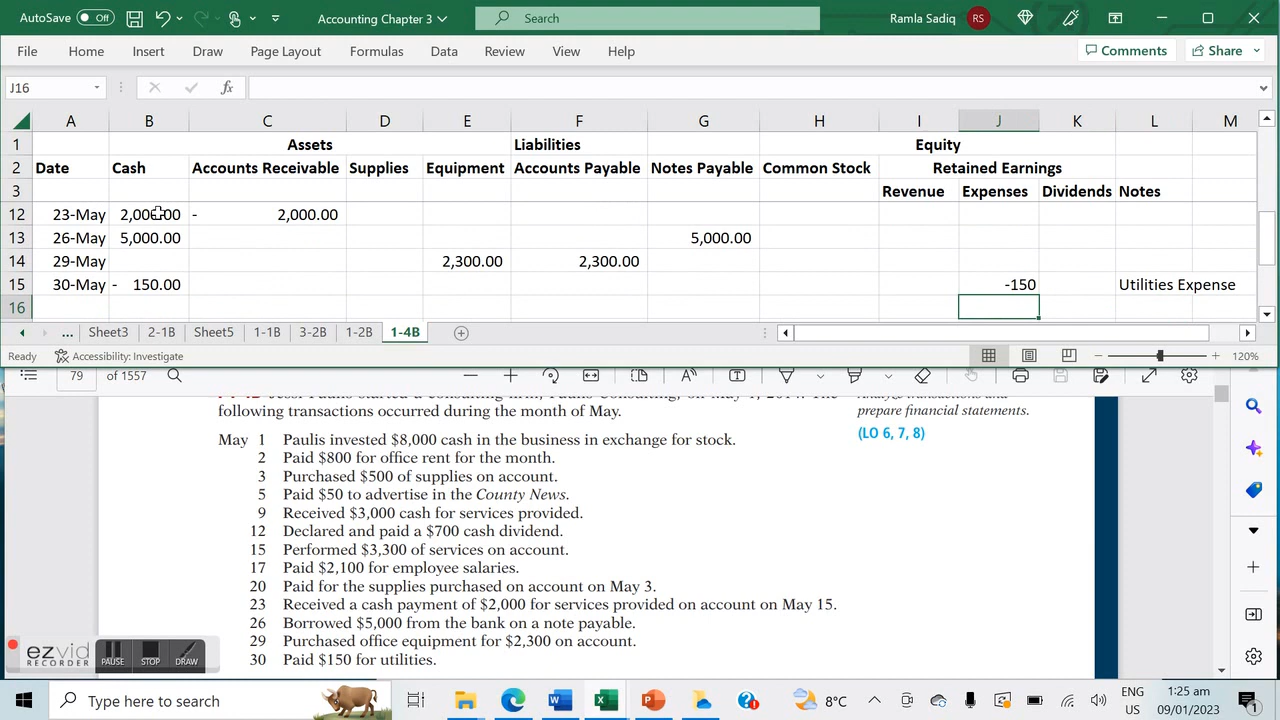 AutoSave Off Accounting Chapter 3 Search Ramla Sadiq RS
File Home Insert Draw Page Layout Formulas Data Review View Help Comments Share
J16 fx
A B C D E F G H I J K L M
1 Assets Liabilities Equity
2 Date Cash Accounts Receivable Supplies Equipment Accounts Payable Notes Payable Common Stock Retained Earnings
3 Revenue Expenses Dividends Notes
12 23-May 2,000.00 - 2,000.00
13 26-May 5,000.00 5,000.00
14 29-May 2,300.00 2,300.00
15 30-May - 150.00 -150 Utilities Expense
16
... Sheet3 2-1B Sheet5 1-1B 3-2B 1-2B 1-4B
Ready Accessibility: Investigate 120%
79 of 1557
following transactions occurred during the month of May.
prepare financial statements.
(LO 6, 7, 8)
May 1 Paulis invested $8,000 cash in the business in exchange for stock.
2 Paid $800 for office rent for the month.
3 Purchased $500 of supplies on account.
5 Paid $50 to advertise in the County News.
9 Received $3,000 cash for services provided.
12 Declared and paid a $700 cash dividend.
15 Performed $3,300 of services on account.
17 Paid $2,100 for employee salaries.
20 Paid for the supplies purchased on account on May 3.
23 Received a cash payment of $2,000 for services provided on account on May 15.
26 Borrowed $5,000 from the bank on a note payable.
29 Purchased office equipment for $2,300 on account.
30 Paid $150 for utilities.
ezvid
RECORDER
PAUSE STOP DRAW
Type here to search 8°C ENG US 1:25 am 09/01/2023 1